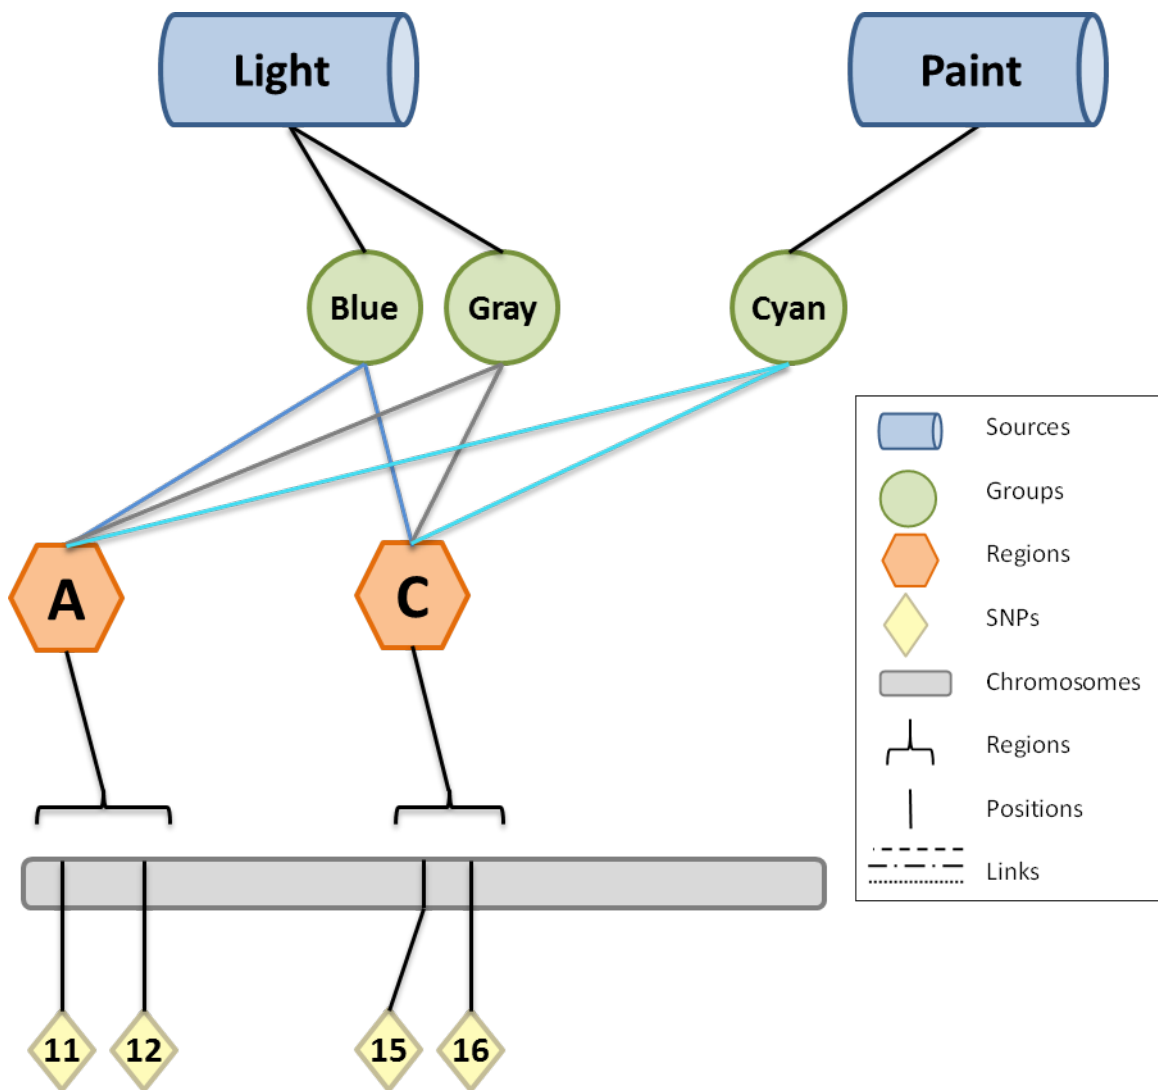 Light
Paint
Blue
Gray
Cyan
Sources
Groups
Regions
SNPs
Chromosomes
Regions
Positions
Links
A
C
11
12
15
16